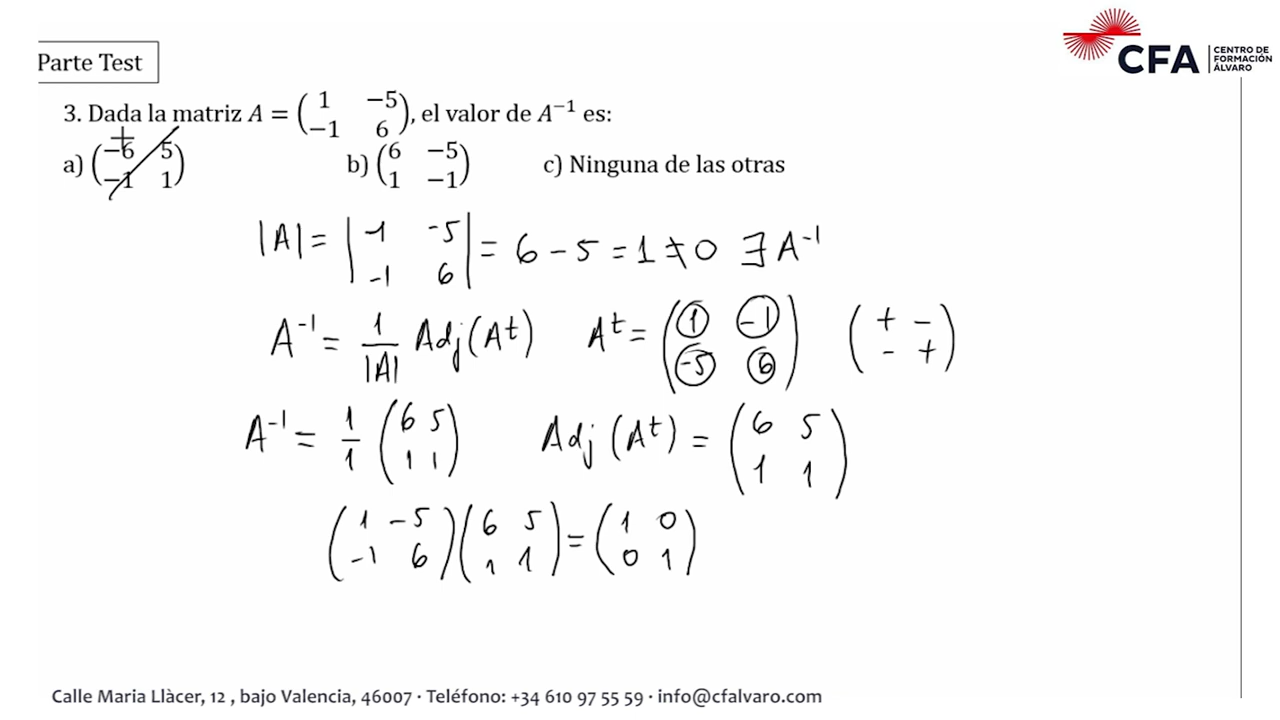 CFA CENTRO DE FORMACIÓN ÁLVARO
Parte Test
3. Dada la matriz A = (1 −5; −1 6), el valor de A⁻¹ es:
a) (−6 5; −1 1) b) (6 −5; 1 −1) c) Ninguna de las otras
|A| = |1 -5; -1 6| = 6 - 5 = 1 ≠ 0 ∃ A⁻¹
A⁻¹ = 1/|A| Adj(Aᵗ) Aᵗ = (1 -1; -5 6) (+ -; - +)
A⁻¹ = 1/1 (6 5; 1 1) Adj (Aᵗ) = (6 5; 1 1)
(1 -5; -1 6)(6 5; 1 1) = (1 0; 0 1)
Calle Maria Llàcer, 12 , bajo Valencia, 46007 · Teléfono: +34 610 97 55 59 · info@cfalvaro.com